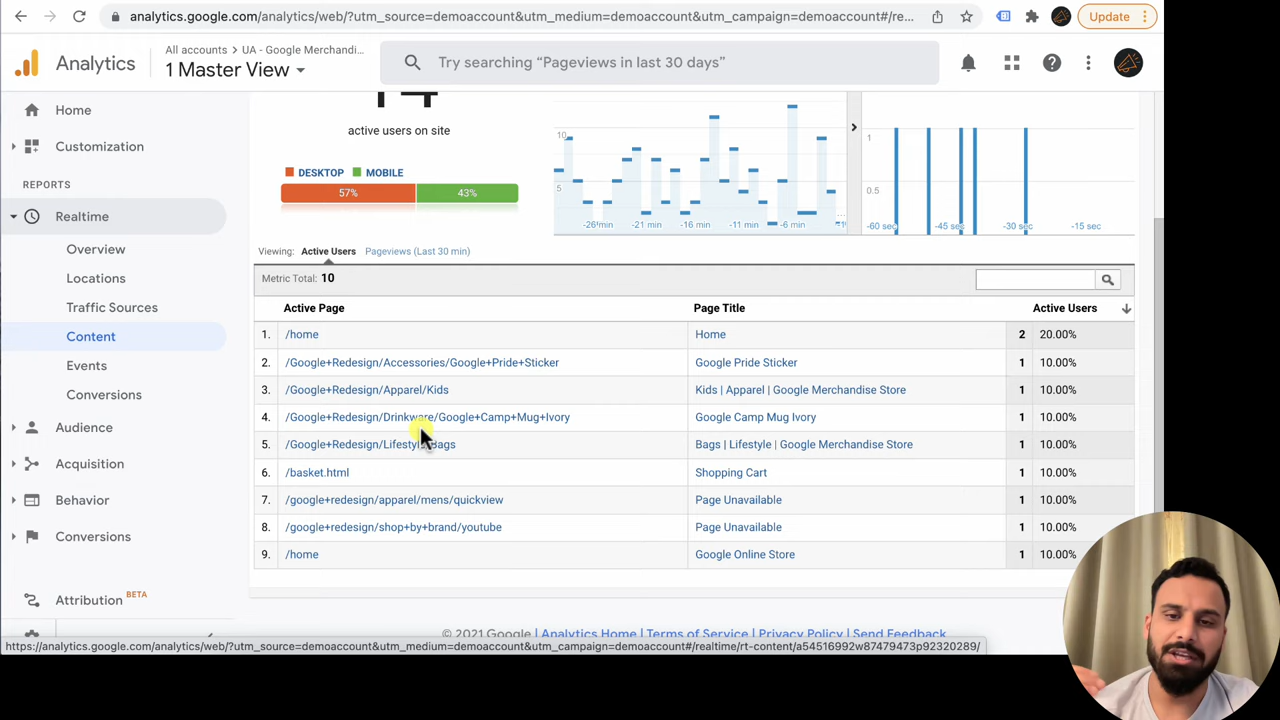 analytics.google.com/analytics/web/?utm_source=demoaccount&utm_medium=demoaccount&utm_campaign=demoaccount#/re...
Update
Analytics
All accounts > UA - Google Merchandi...
1 Master View
Try searching “Pageviews in last 30 days”
Home
Customization
REPORTS
Realtime
Overview
Locations
Traffic Sources
Content
Events
Conversions
Audience
Acquisition
Behavior
Conversions
Attribution BETA
14
active users on site
DESKTOP MOBILE
57% 43%
10
5
-26 min -21 min -16 min -11 min -6 min
1
0.5
-60 sec -45 sec -30 sec -15 sec
Viewing: Active Users Pageviews (Last 30 min)
Metric Total: 10
Active Page Page Title Active Users
1. /home Home 2 20.00%
2. /Google+Redesign/Accessories/Google+Pride+Sticker Google Pride Sticker 1 10.00%
3. /Google+Redesign/Apparel/Kids Kids | Apparel | Google Merchandise Store 1 10.00%
4. /Google+Redesign/Drinkware/Google+Camp+Mug+Ivory Google Camp Mug Ivory 1 10.00%
5. /Google+Redesign/Lifestyle/Bags Bags | Lifestyle | Google Merchandise Store 1 10.00%
6. /basket.html Shopping Cart 1 10.00%
7. /google+redesign/apparel/mens/quickview Page Unavailable 1 10.00%
8. /google+redesign/shop+by+brand/youtube Page Unavailable 1 10.00%
9. /home Google Online Store 1 10.00%
© 2021 Google | Analytics Home | Terms of Service | Privacy Policy | Send Feedback
https://analytics.google.com/analytics/web/?utm_source=demoaccount&utm_medium=demoaccount&utm_campaign=demoaccount#/realtime/rt-content/a54516992w87479473p92320289/